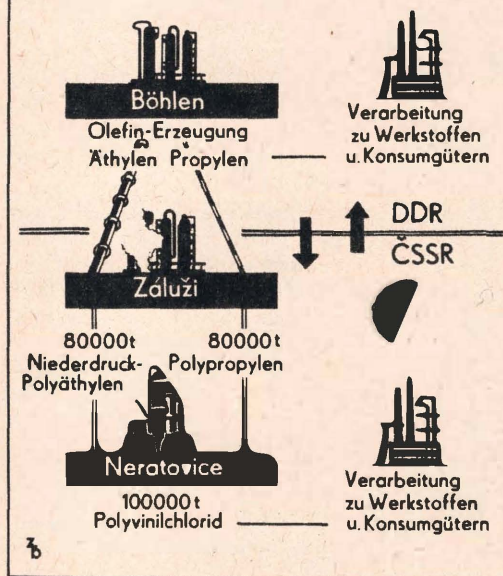 Böhlen
Olefin-Erzeugung
Äthylen Propylen
Verarbeitung
zu Werkstoffen
u. Konsumgütern
DDR
ČSSR
Záluži
80000t 80000t
Niederdruck- Polypropylen
Polyäthylen
Neratovice
100000t
Polyvinilchlorid
Verarbeitung
zu Werkstoffen
u. Konsumgütern